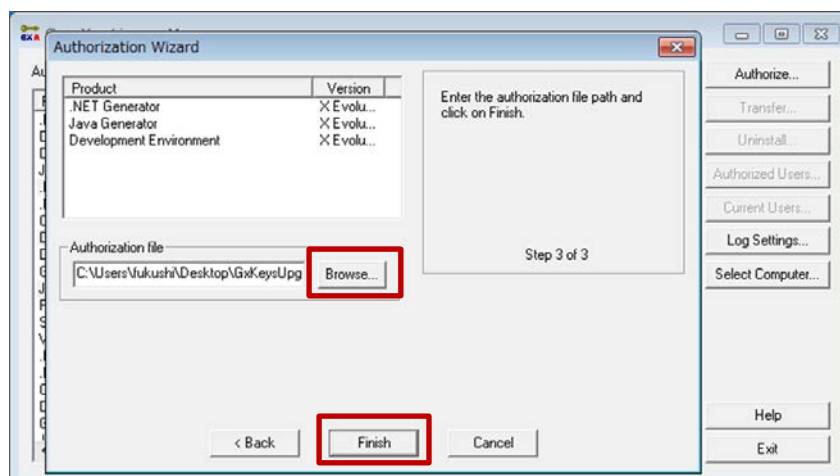 Authorization Wizard
Product
Version
.NET Generator
X Evolu...
Java Generator
X Evolu...
Development Environment
X Evolu...
Enter the authorization file path and
click on Finish.
Step 3 of 3
Authorization file
C:\Users\fukushi\Desktop\GxKeysUpg
Browse...
< Back
Finish
Cancel
Authorize...
Transfer...
Uninstall...
Authorized Users...
Current Users...
Log Settings...
Select Computer...
Help
Exit